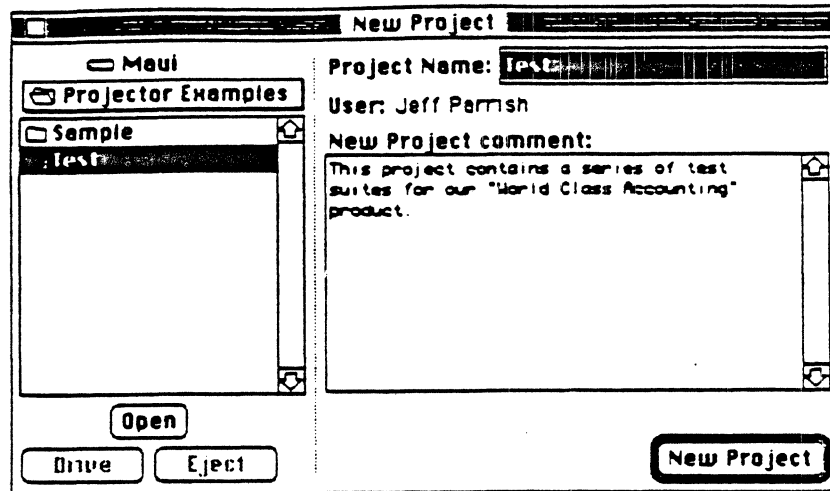 New Project
Maui
Projector Examples
Sample
Test
Open
Drive
Eject
Project Name: Test
User: Jeff Parrish
New Project comment:
This project contains a series of test
suites for our "World Class Accounting"
product.
New Project